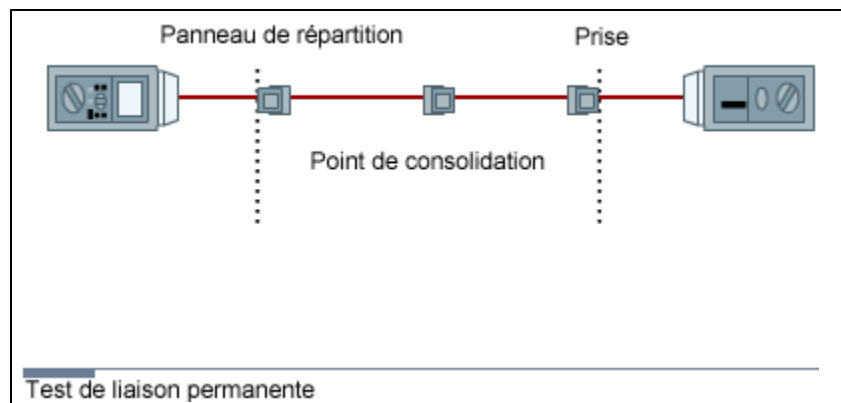 Panneau de répartition
Prise
Point de consolidation
Test de liaison permanente